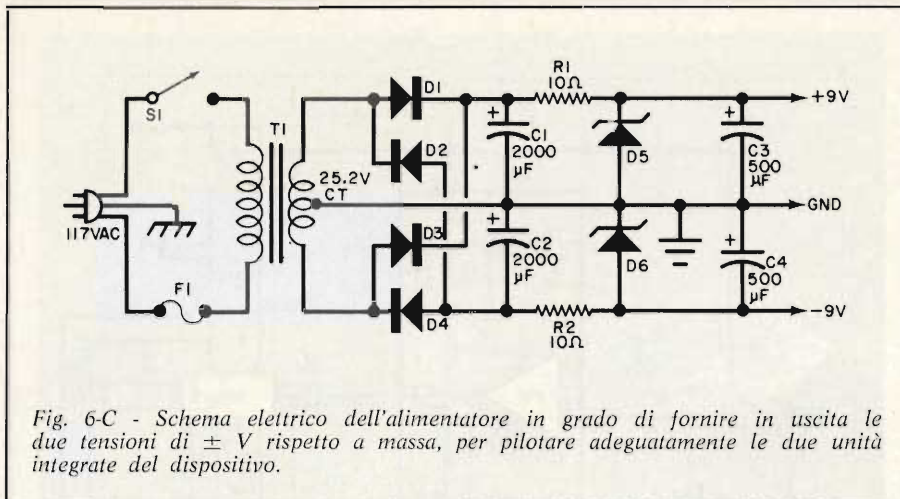 S1
117VAC
F1
T1
25.2V
CT
D1
D2
D3
D4
+
C1
2000
µF
+
C2
2000
µF
R1
10Ω
R2
10Ω
D5
D6
+
C3
500
µF
+
C4
500
µF
+9V
GND
−9V
Fig. 6-C - Schema elettrico dell'alimentatore in grado di fornire in uscita le
due tensioni di ± V rispetto a massa, per pilotare adeguatamente le due unità
integrate del dispositivo.